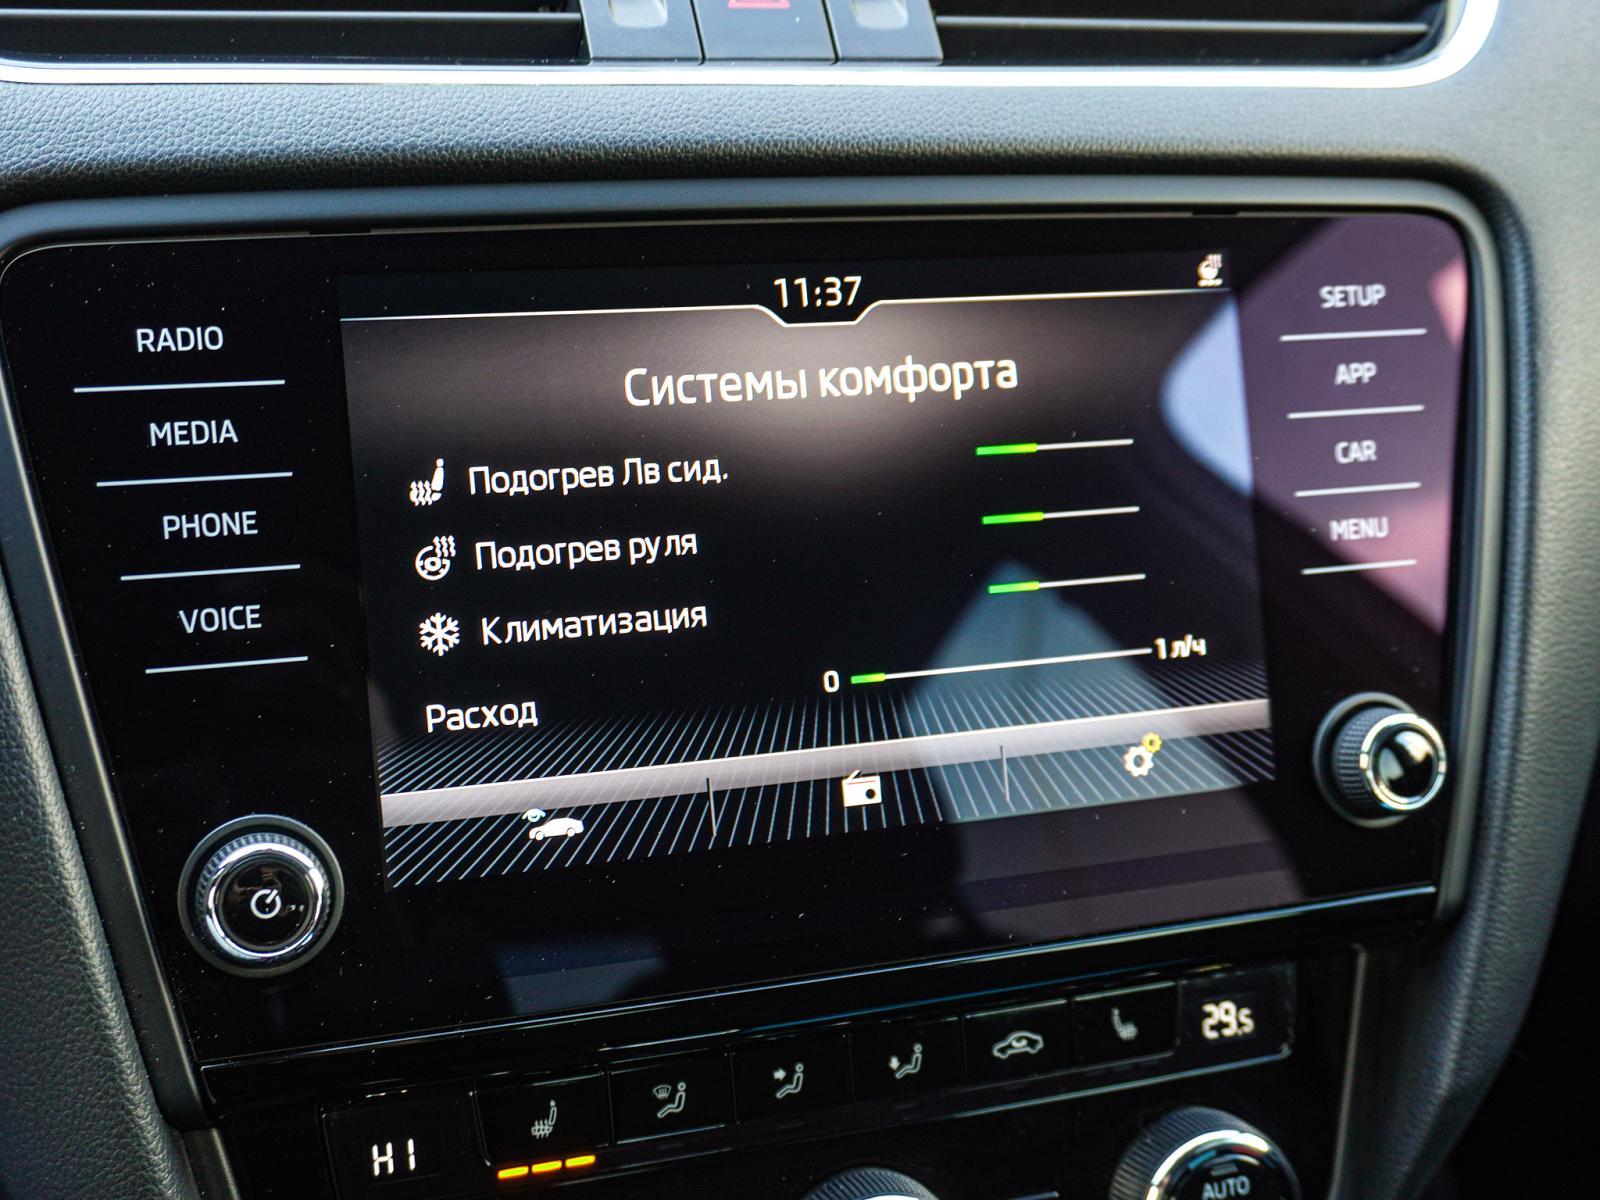 11:37
RADIO
MEDIA
PHONE
VOICE
Системы комфорта
Подогрев Лв сид.
Подогрев руля
Климатизация
0
1 л/ч
Расход
SETUP
APP
CAR
MENU
HI
29.5
AUTO